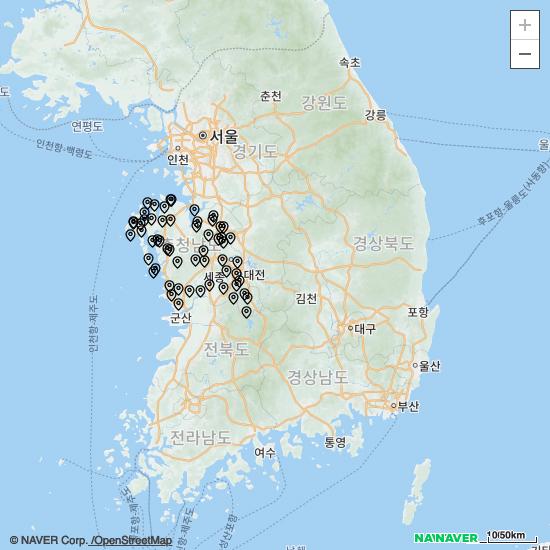 +
−
속초
춘천
강원도
강릉
연평도
서울
인천항-백령도
인천
경기도
울
후포항-울릉도(사동항)
충청남도
경상북도
세종
대전
인천항-제주도
김천
포항
군산
대구
전북도
울산
경상남도
부산
전라남도
여수
통영
© NAVER Corp. /OpenStreetMap
NAVER
10/50km